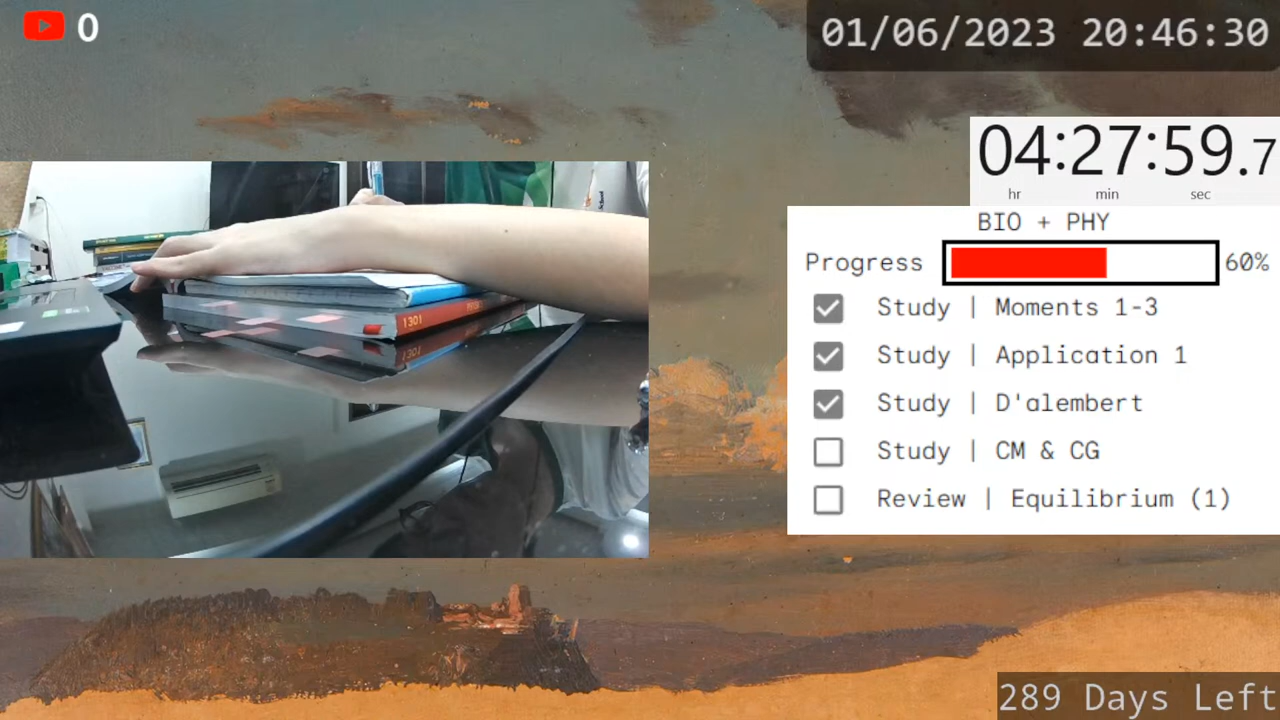 0
01/06/2023 20:46:30
04:27:59.7
hr min sec
BIO + PHY
Progress 60%
Study | Moments 1-3
Study | Application 1
Study | D'alembert
Study | CM & CG
Review | Equilibrium (1)
1301
289 Days Left